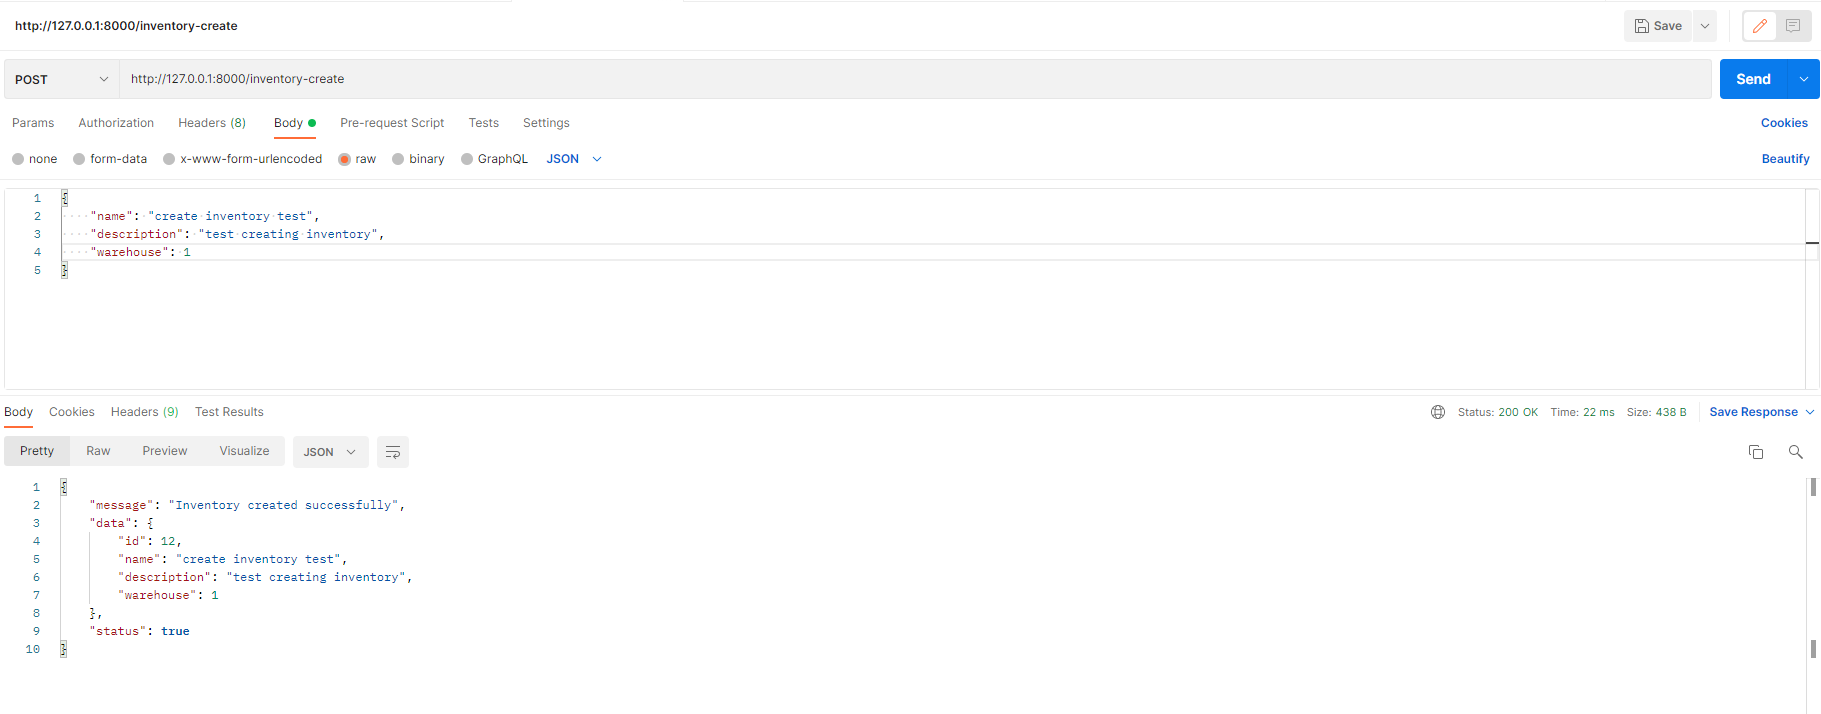 http://127.0.0.1:8000/inventory-create
Save
POST http://127.0.0.1:8000/inventory-create Send
Params Authorization Headers (8) Body Pre-request Script Tests Settings Cookies
none form-data x-www-form-urlencoded raw binary GraphQL JSON Beautify
1 {
2 "name": "create inventory test",
3 "description": "test creating inventory",
4 "warehouse": 1
5 }
Body Cookies Headers (9) Test Results Status: 200 OK Time: 22 ms Size: 438 B Save Response
Pretty Raw Preview Visualize JSON
1 {
2 "message": "Inventory created successfully",
3 "data": {
4 "id": 12,
5 "name": "create inventory test",
6 "description": "test creating inventory",
7 "warehouse": 1
8 },
9 "status": true
10 }